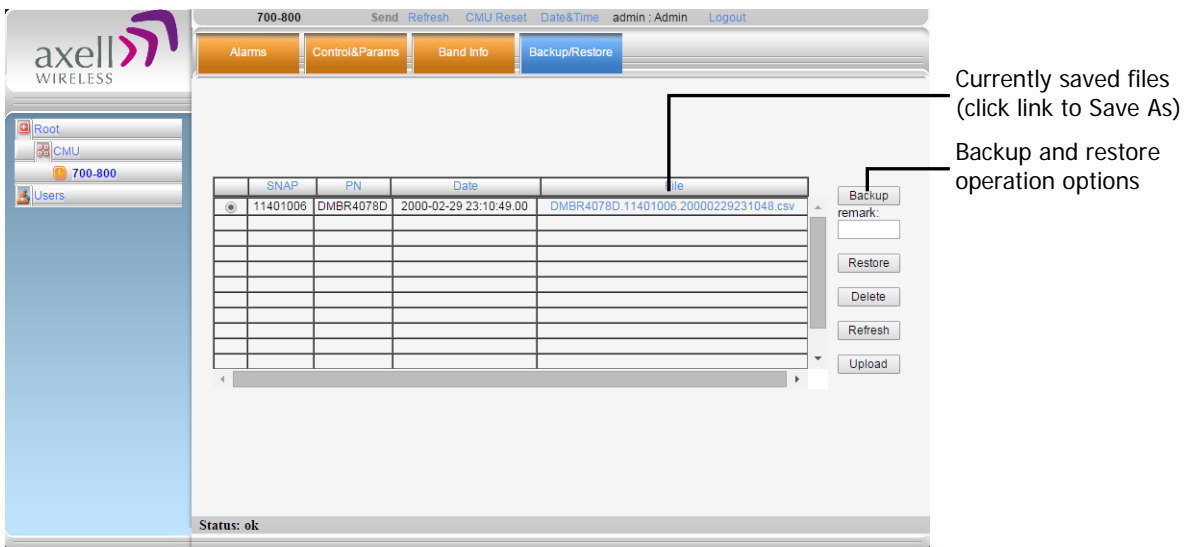 axell
WIRELESS
700-800 Send Refresh CMU Reset Date&Time admin : Admin Logout
Alarms Control&Params Band Info Backup/Restore
Root
CMU
700-800
Users
SNAP PN Date File
11401006 DMBR4078D 2000-02-29 23:10:49.00 DMBR4078D.11401006.20000229231048.csv
Backup
remark:
Restore
Delete
Refresh
Upload
Status: ok
Currently saved files
(click link to Save As)
Backup and restore
operation options